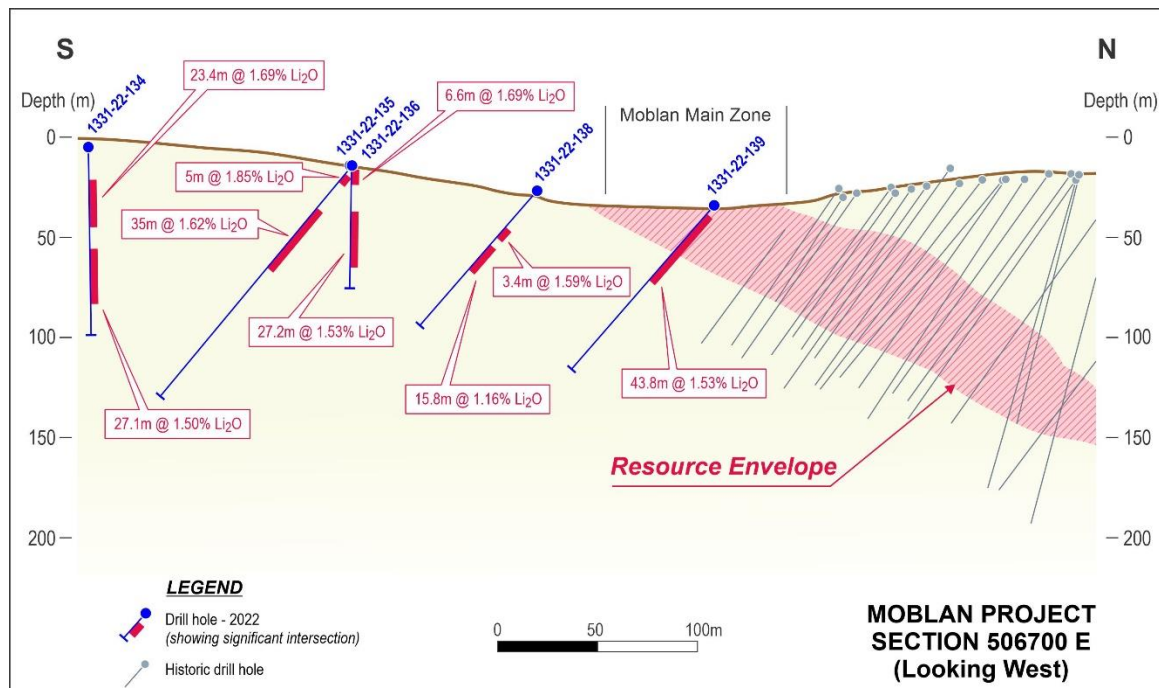 S
N
Depth (m)
Depth (m)
0
50
100
150
200
0
50
100
150
200
1331-22-134
23.4m @ 1.69% Li₂O
27.1m @ 1.50% Li₂O
1331-22-135
1331-22-136
6.6m @ 1.69% Li₂O
5m @ 1.85% Li₂O
35m @ 1.62% Li₂O
27.2m @ 1.53% Li₂O
1331-22-138
3.4m @ 1.59% Li₂O
15.8m @ 1.16% Li₂O
Moblan Main Zone
1331-22-139
43.8m @ 1.53% Li₂O
Resource Envelope
LEGEND
Drill hole - 2022
(showing significant intersection)
Historic drill hole
0 50 100m
MOBLAN PROJECT
SECTION 506700 E
(Looking West)